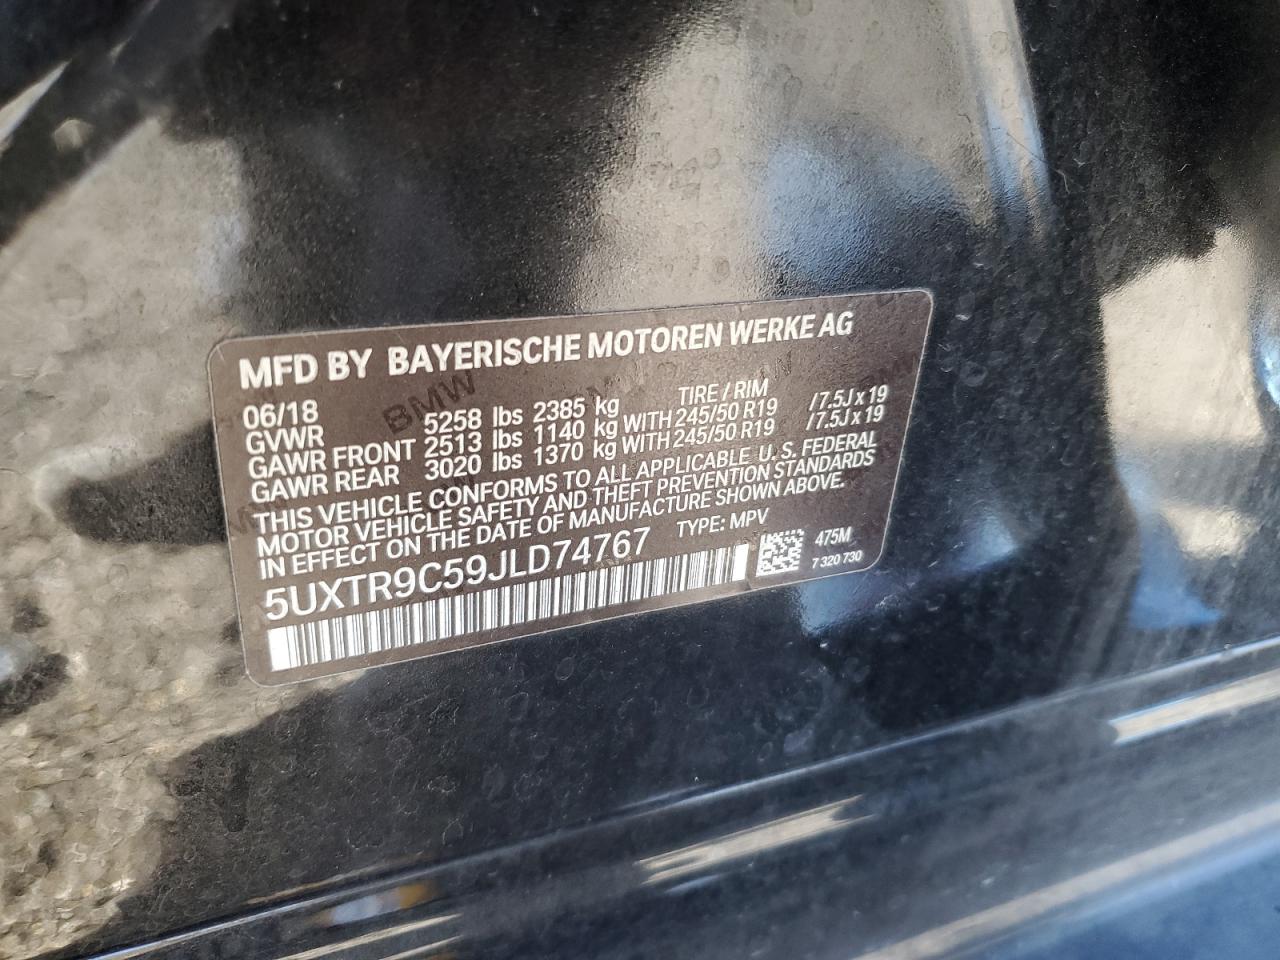 MFD BY BAYERISCHE MOTOREN WERKE AG
06/18 TIRE / RIM
GVWR 5258 lbs 2385 kg
GAWR FRONT 2513 lbs 1140 kg WITH 245/50 R19 / 7.5J x 19
GAWR REAR 3020 lbs 1370 kg WITH 245/50 R19 / 7.5J x 19
THIS VEHICLE CONFORMS TO ALL APPLICABLE U.S. FEDERAL
MOTOR VEHICLE SAFETY AND THEFT PREVENTION STANDARDS
IN EFFECT ON THE DATE OF MANUFACTURE SHOWN ABOVE.
5UXTR9C59JLD74767 TYPE: MPV
475M
7 320 730
BMW